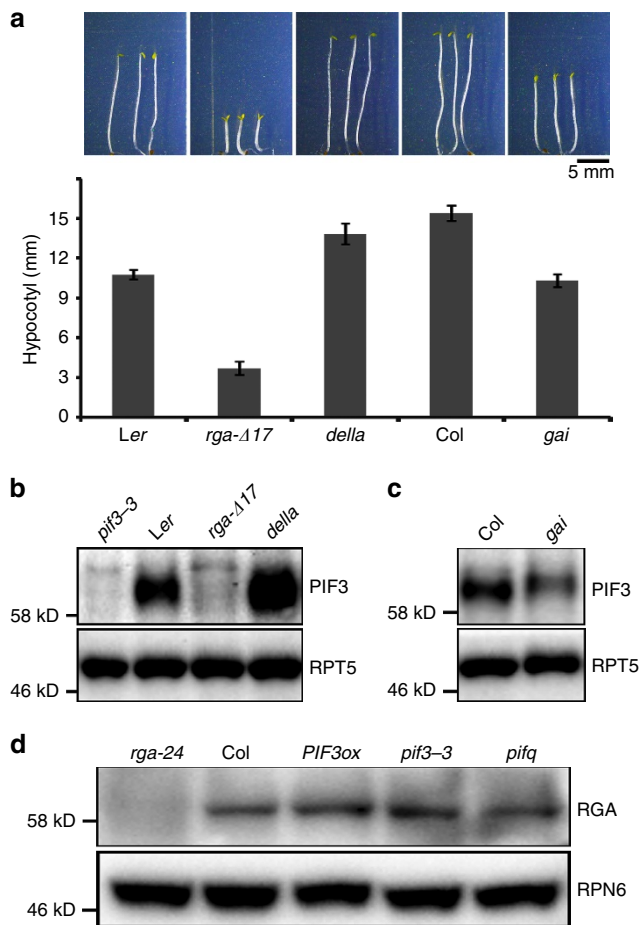 a
5 mm
Hypocotyl (mm)
15
12
9
6
3
0
Ler
rga-Δ17
della
Col
gai
b
pif3–3
Ler
rga-Δ17
della
PIF3
58 kD
RPT5
46 kD
c
Col
gai
PIF3
58 kD
RPT5
46 kD
d
rga-24
Col
PIF3ox
pif3–3
pifq
RGA
58 kD
RPN6
46 kD